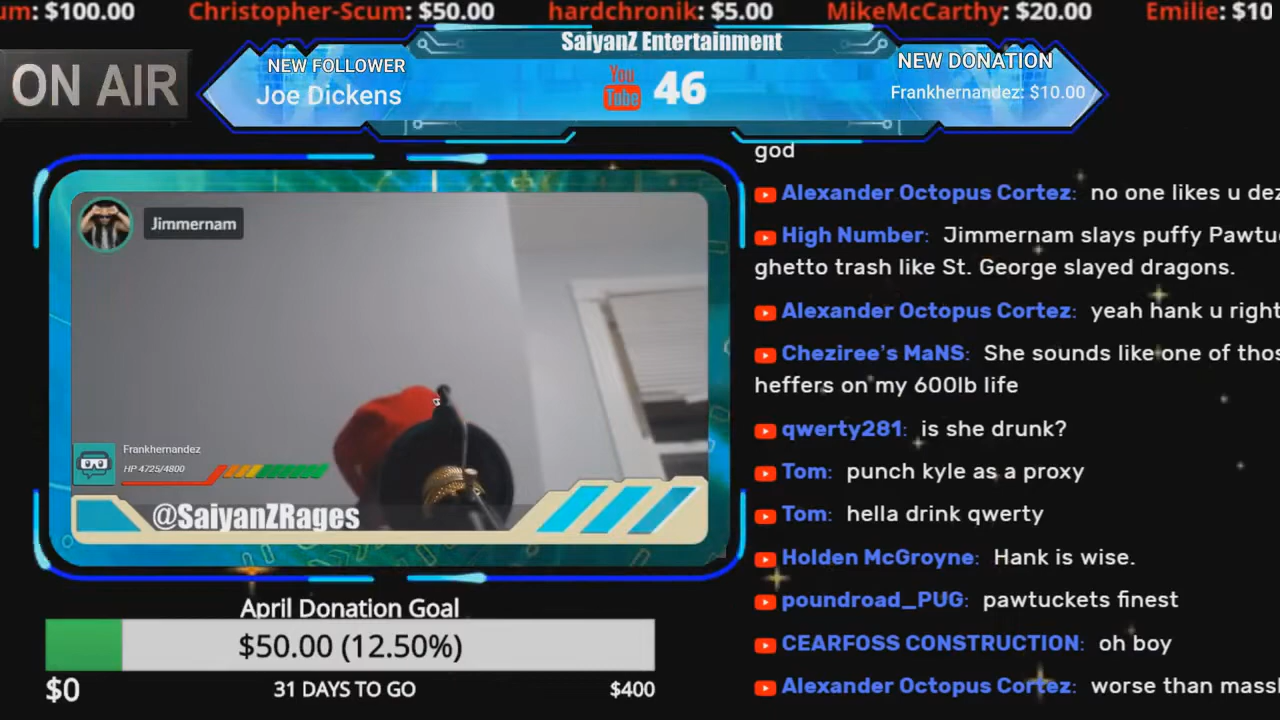 um: $100.00 Christopher-Scum: $50.00 hardchronik: $5.00 MikeMcCarthy: $20.00 Emilie: $10
SaiyanZ Entertainment
ON AIR
NEW FOLLOWER
Joe Dickens
You
Tube
46
NEW DONATION
Frankhernandez: $10.00
Jimmernam
Frankhernandez
HP 4725/4800
@SaiyanZRages
April Donation Goal
$50.00 (12.50%)
$0 31 DAYS TO GO $400
god
Alexander Octopus Cortez: no one likes u dez
High Number: Jimmernam slays puffy Pawtu
ghetto trash like St. George slayed dragons.
Alexander Octopus Cortez: yeah hank u right
Cheziree's MaNS: She sounds like one of thos
heffers on my 600lb life
qwerty281: is she drunk?
Tom: punch kyle as a proxy
Tom: hella drink qwerty
Holden McGroyne: Hank is wise.
poundroad_PUG: pawtuckets finest
CEARFOSS CONSTRUCTION: oh boy
Alexander Octopus Cortez: worse than massl